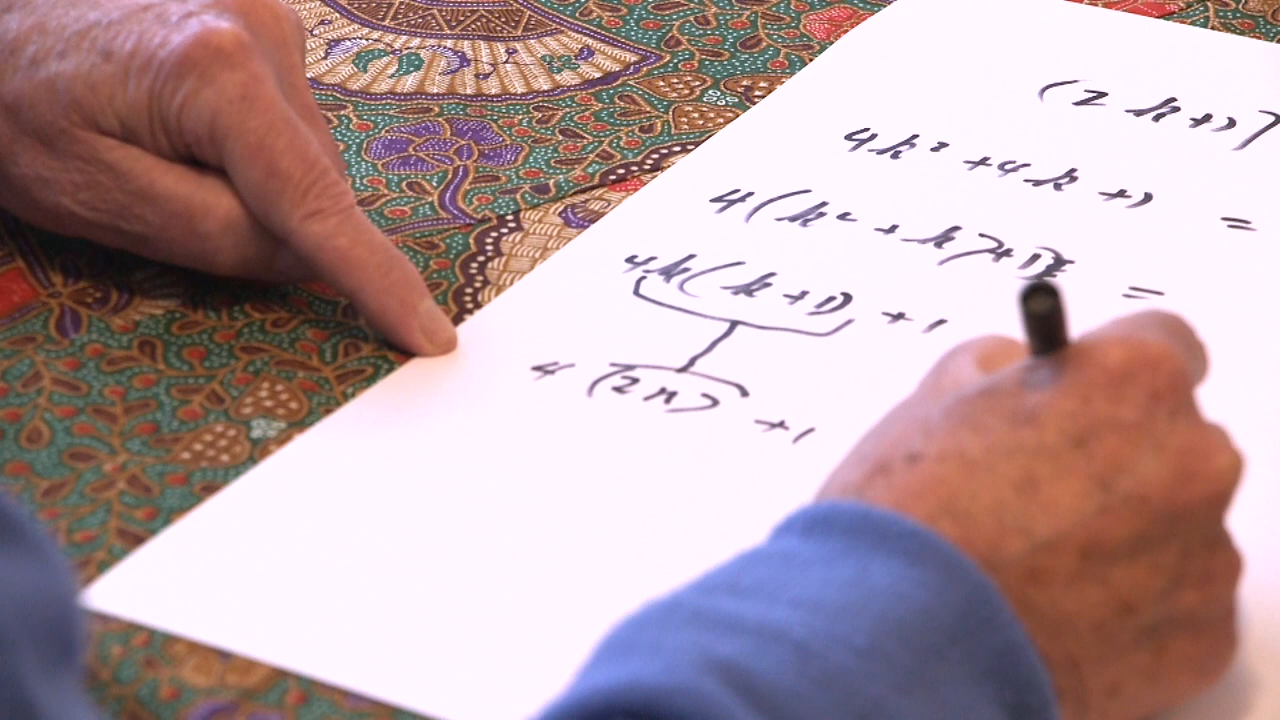 (2k+1)
4k² +4k +1 =
4(k² + k)+1 =
4k(k+1) +1
4 (2n) +1